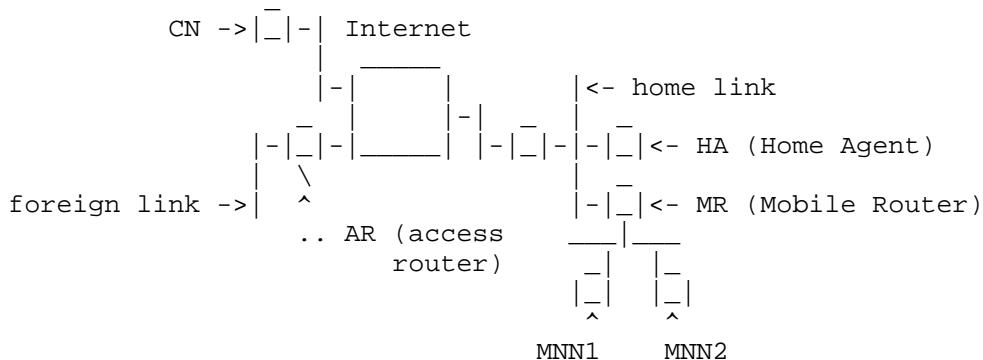 CN -> Internet
<- home link
<- HA (Home Agent)
foreign link -> <- MR (Mobile Router)
.. AR (access
router)
MNN1 MNN2